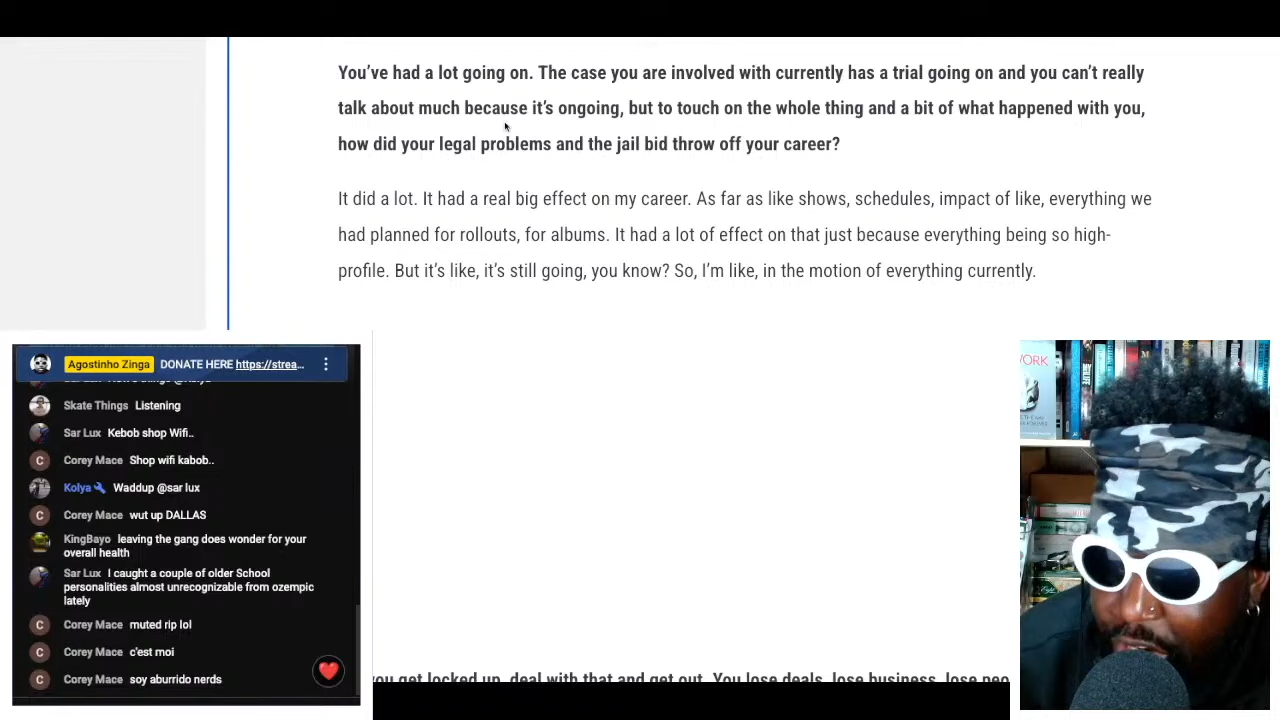 You’ve had a lot going on. The case you are involved with currently has a trial going on and you can’t really
talk about much because it’s ongoing, but to touch on the whole thing and a bit of what happened with you,
how did your legal problems and the jail bid throw off your career?
It did a lot. It had a real big effect on my career. As far as like shows, schedules, impact of like, everything we
had planned for rollouts, for albums. It had a lot of effect on that just because everything being so high-
profile. But it’s like, it’s still going, you know? So, I’m like, in the motion of everything currently.
Agostinho Zinga DONATE HERE https://strea...
Skate Things Listening
Sar Lux Kebob shop Wifi..
Corey Mace Shop wifi kabob..
Kolya Waddup @sar lux
Corey Mace wut up DALLAS
KingBayo leaving the gang does wonder for your
overall health
Sar Lux I caught a couple of older School
personalities almost unrecognizable from ozempic
lately
Corey Mace muted rip lol
Corey Mace c'est moi
Corey Mace soy aburrido nerds
you get locked up, deal with that and get out. You lose deals, lose business, lose peo
WORK